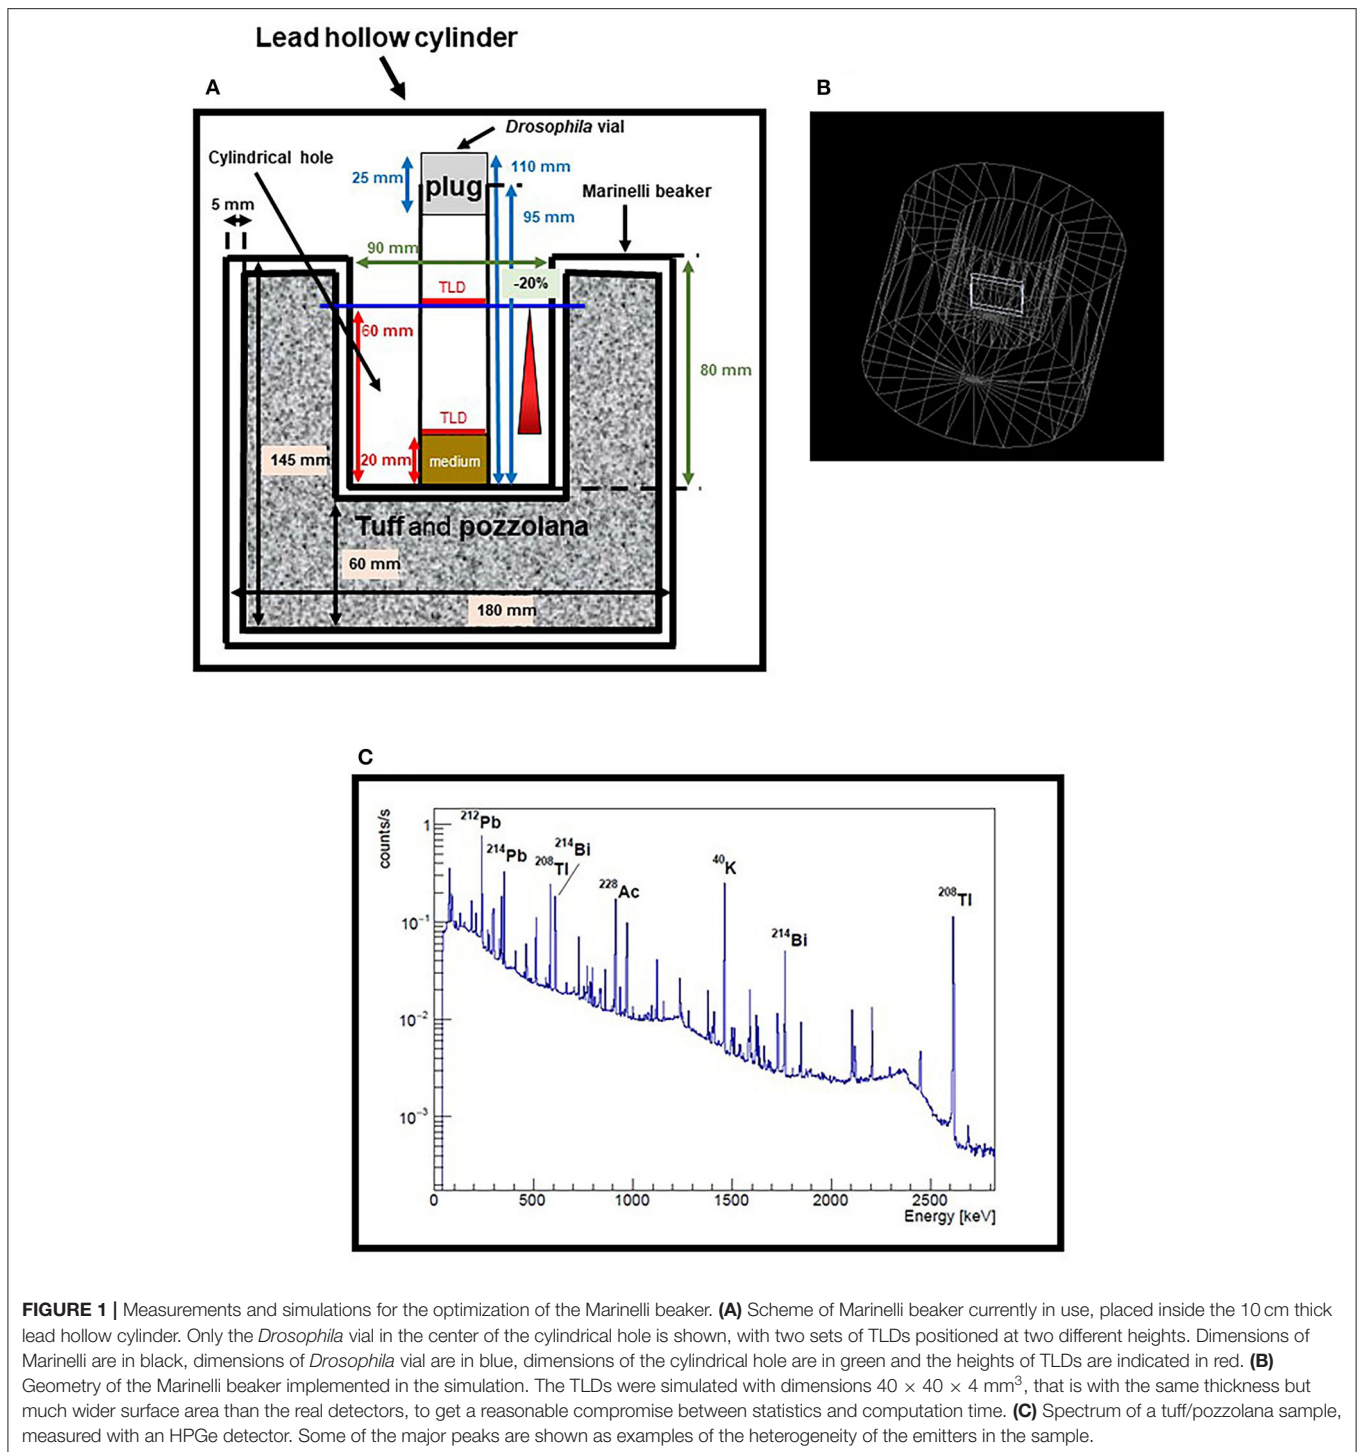 Lead hollow cylinder
A
B
Drosophila vial
Cylindrical hole
110 mm
25 mm
plug
Marinelli beaker
5 mm
95 mm
90 mm
-20%
TLD
60 mm
80 mm
TLD
145 mm
20 mm
medium
Tuff and pozzolana
60 mm
180 mm
C
counts/s
1
10⁻¹
10⁻²
10⁻³
²¹²Pb
²¹⁴Pb
²⁰⁸Tl
²¹⁴Bi
²²⁸Ac
⁴⁰K
²¹⁴Bi
²⁰⁸Tl
0 500 1000 1500 2000 2500
Energy [keV]
FIGURE 1 | Measurements and simulations for the optimization of the Marinelli beaker. (A) Scheme of Marinelli beaker currently in use, placed inside the 10 cm thick
lead hollow cylinder. Only the Drosophila vial in the center of the cylindrical hole is shown, with two sets of TLDs positioned at two different heights. Dimensions of
Marinelli are in black, dimensions of Drosophila vial are in blue, dimensions of the cylindrical hole are in green and the heights of TLDs are indicated in red. (B)
Geometry of the Marinelli beaker implemented in the simulation. The TLDs were simulated with dimensions 40 × 40 × 4 mm³, that is with the same thickness but
much wider surface area than the real detectors, to get a reasonable compromise between statistics and computation time. (C) Spectrum of a tuff/pozzolana sample,
measured with an HPGe detector. Some of the major peaks are shown as examples of the heterogeneity of the emitters in the sample.